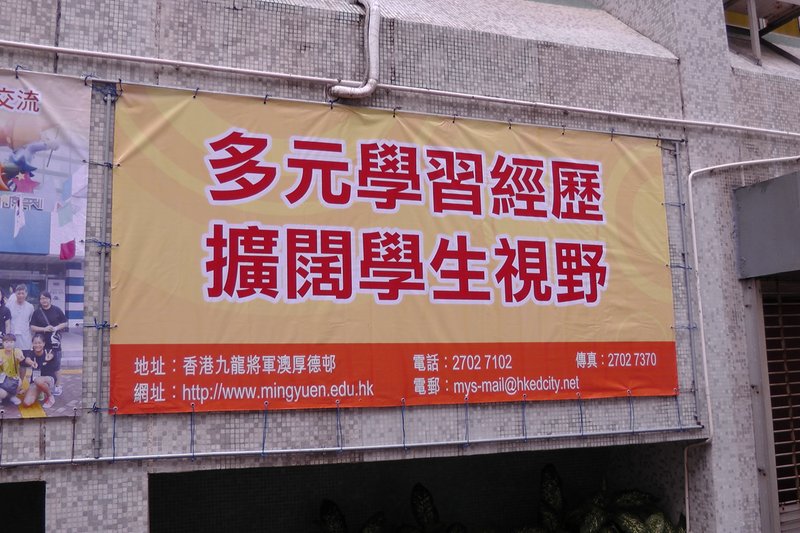 交流
多元學習經歷
擴闊學生視野
地址：香港九龍將軍澳厚德邨
電話：2702 7102
傳真：2702 7370
網址：http://www.mingyuen.edu.hk
電郵：mys-mail@hkedcity.net